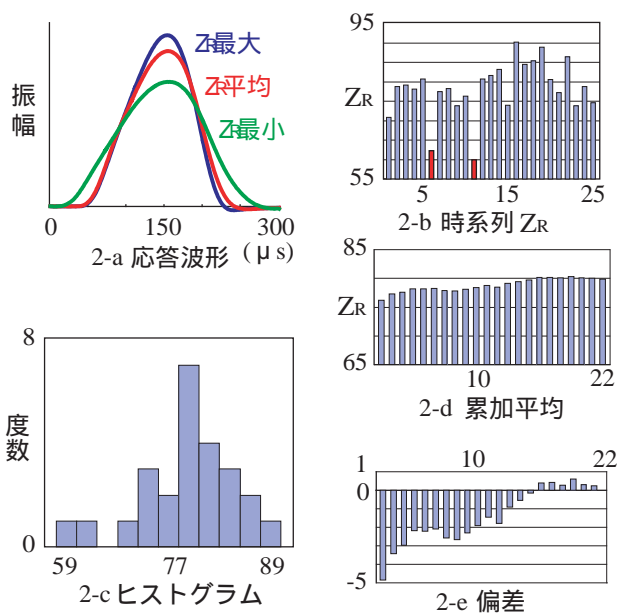 ZR最大
ZR平均
ZR最小
振幅
0 150 300
(μs)
2-a 応答波形
95
ZR
55
5 15 25
2-b 時系列 ZR
8
度数
0
59 77 89
2-c ヒストグラム
85
ZR
65
10 22
2-d 累加平均
1 10 22
0
-5
2-e 偏差